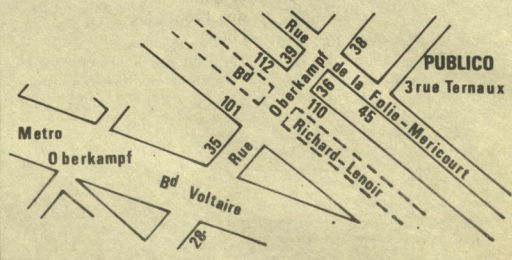 Rue
Oberkampf
39
38
112
Bd
101
36
110
de la Folie-Mericourt
45
PUBLICO
3 rue Ternaux
Richard-Lenoir
Metro
Oberkampf
35
Rue
Bd Voltaire
28